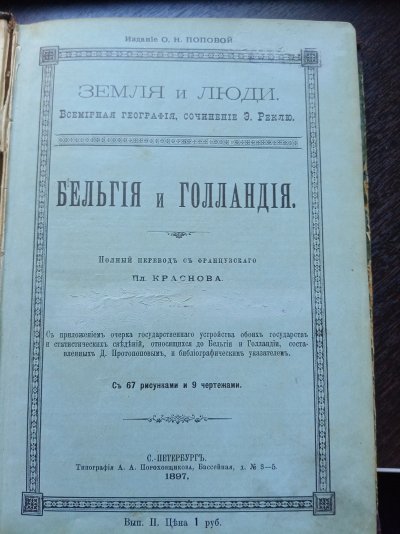 Изданіе О. Н. ПОПОВОЙ.
ЗЕМЛЯ и ЛЮДИ.
Всемірная географія, сочиненіе Э. Реклю.
БЕЛЬГІЯ и ГОЛЛАНДІЯ.
Полный переводъ съ французскаго
Пл. КРАСНОВА.
Съ приложеніемъ очерка государственнаго устройства обоихъ государствъ
и статистическихъ свѣдѣній, относящихся до Бельгіи и Голландіи, соста-
вленныхъ Д. Протопоповымъ, и библіографическимъ указателемъ.
Съ 67 рисунками и 9 чертежами.
С.-ПЕТЕРБУРГЪ.
Типографія А. А. Пороховщикова, Бассейная, д. № 3—5.
1897.
Вып. II. Цѣна 1 руб.